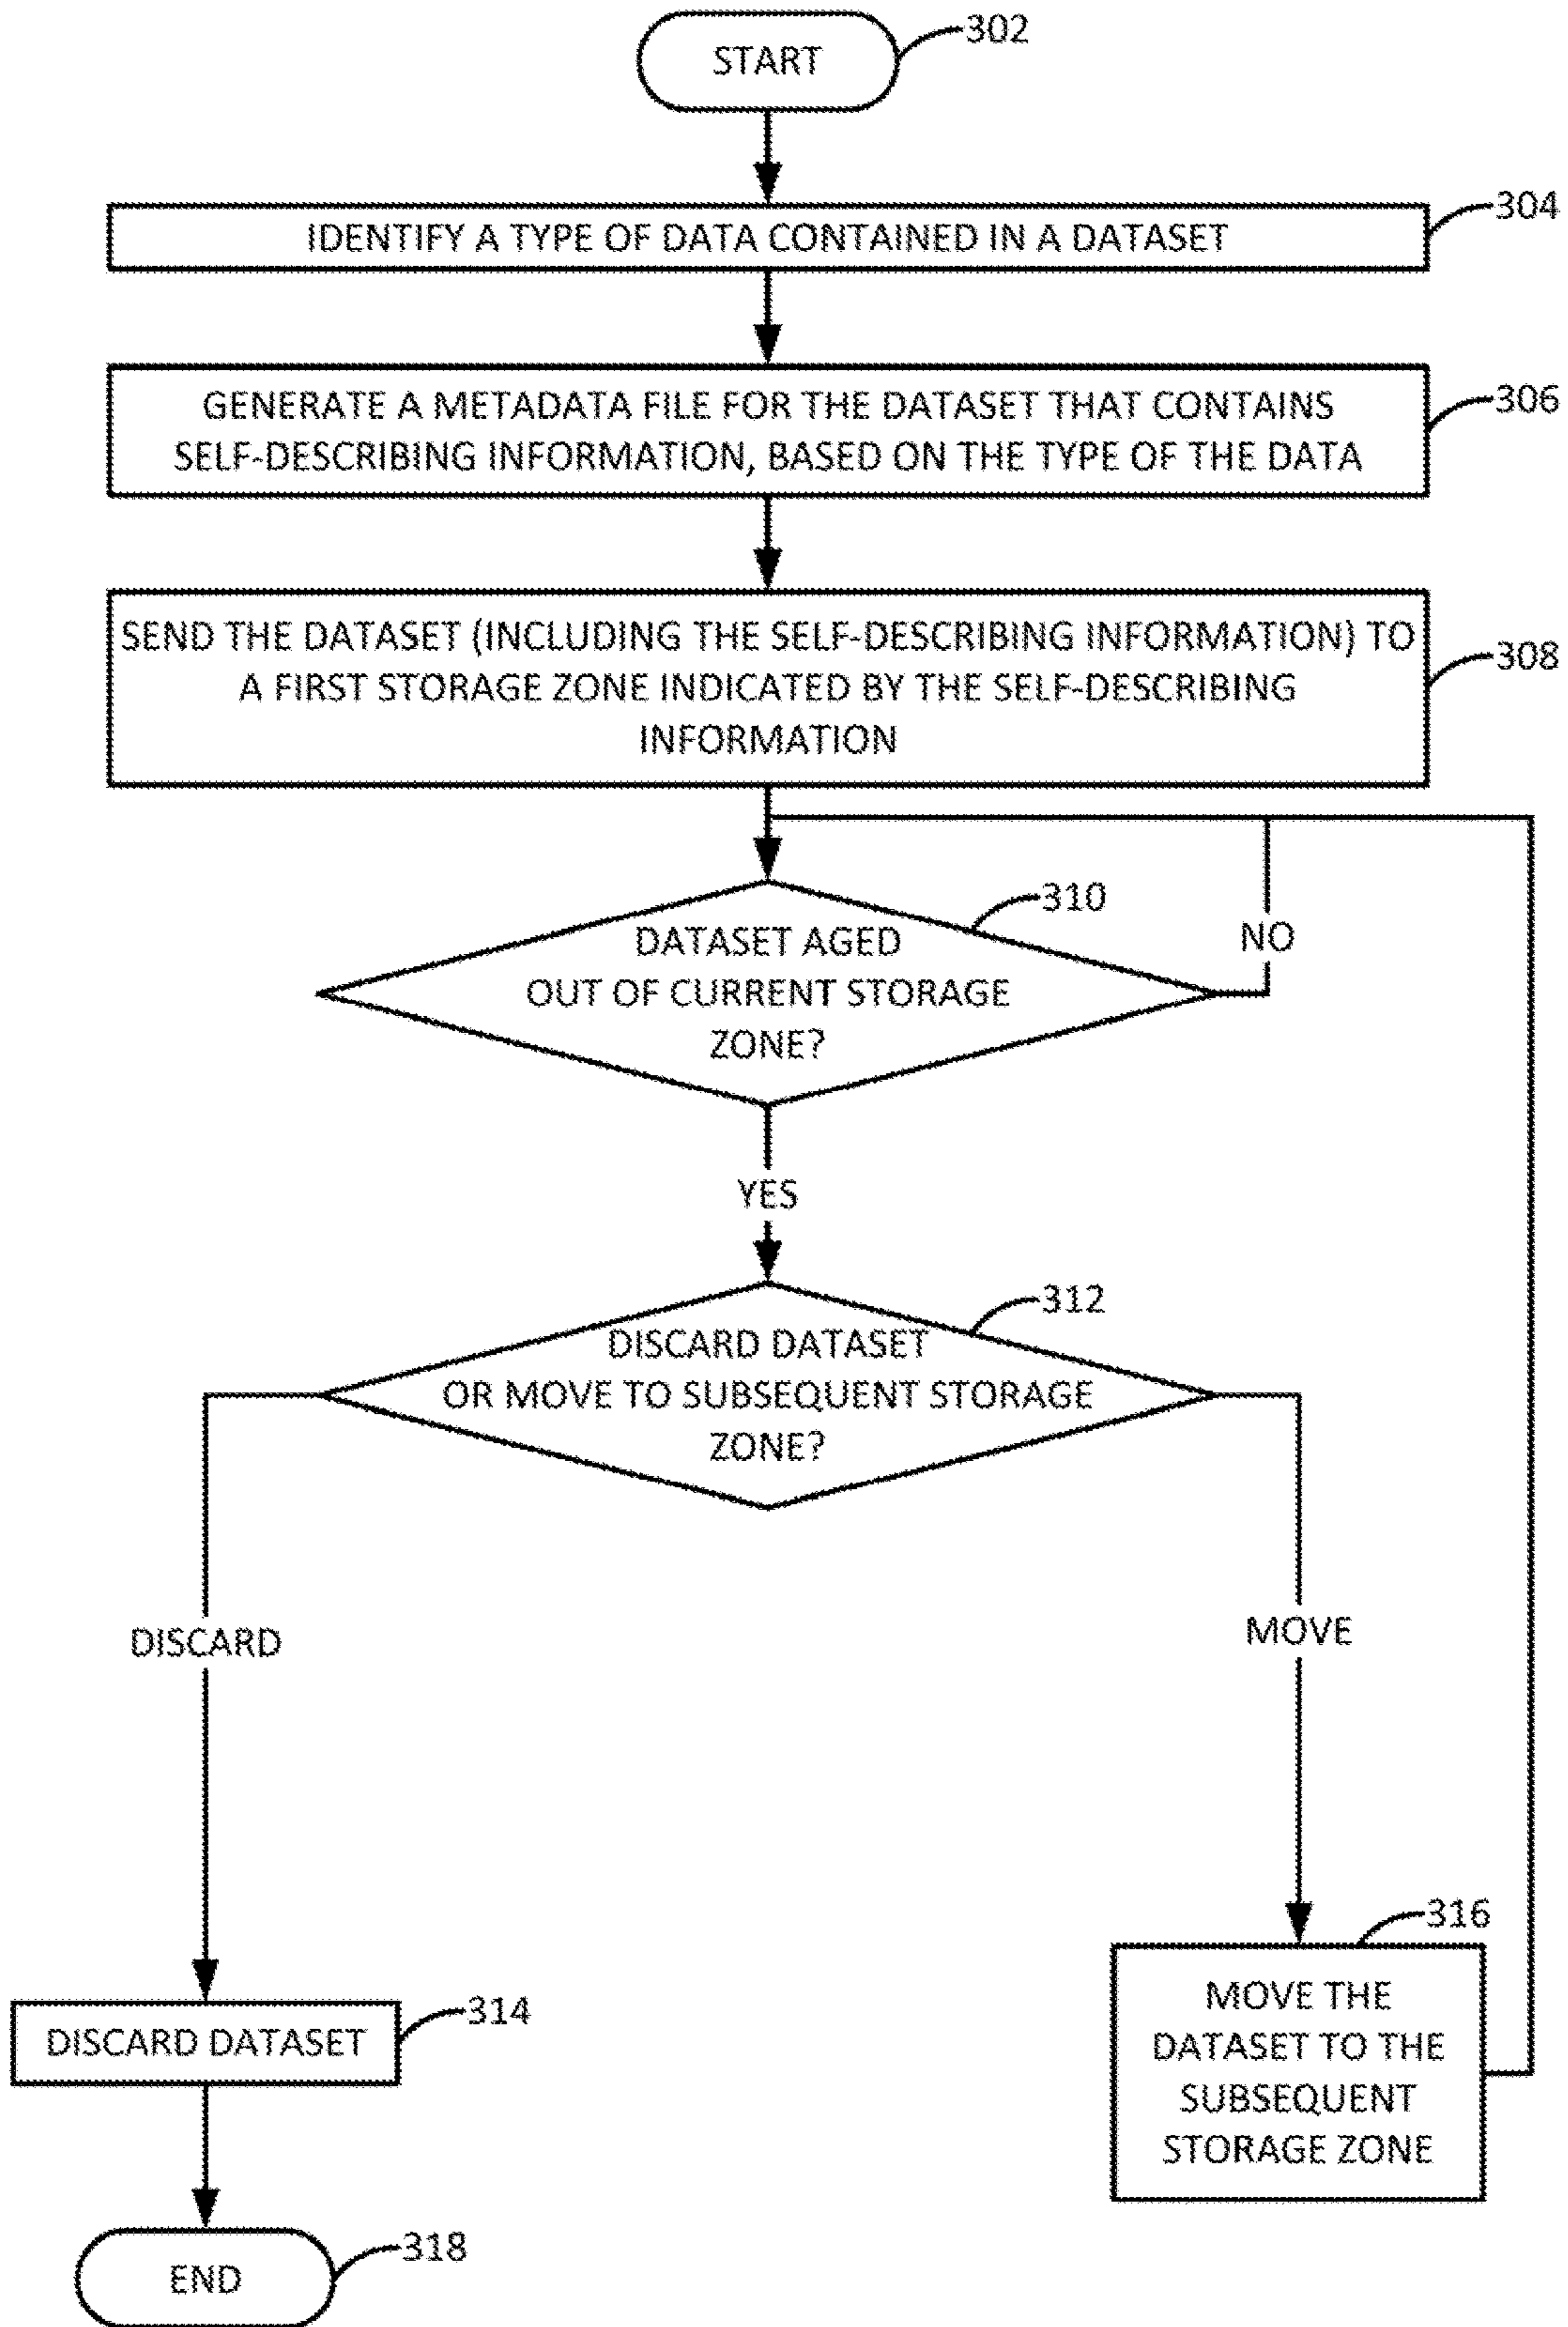 START
302
IDENTIFY A TYPE OF DATA CONTAINED IN A DATASET
304
GENERATE A METADATA FILE FOR THE DATASET THAT CONTAINS
SELF-DESCRIBING INFORMATION, BASED ON THE TYPE OF THE DATA
306
SEND THE DATASET (INCLUDING THE SELF-DESCRIBING INFORMATION) TO
A FIRST STORAGE ZONE INDICATED BY THE SELF-DESCRIBING
INFORMATION
308
310
DATASET AGED
OUT OF CURRENT STORAGE
ZONE?
NO
YES
312
DISCARD DATASET
OR MOVE TO SUBSEQUENT STORAGE
ZONE?
DISCARD
MOVE
314
DISCARD DATASET
316
MOVE THE
DATASET TO THE
SUBSEQUENT
STORAGE ZONE
318
END